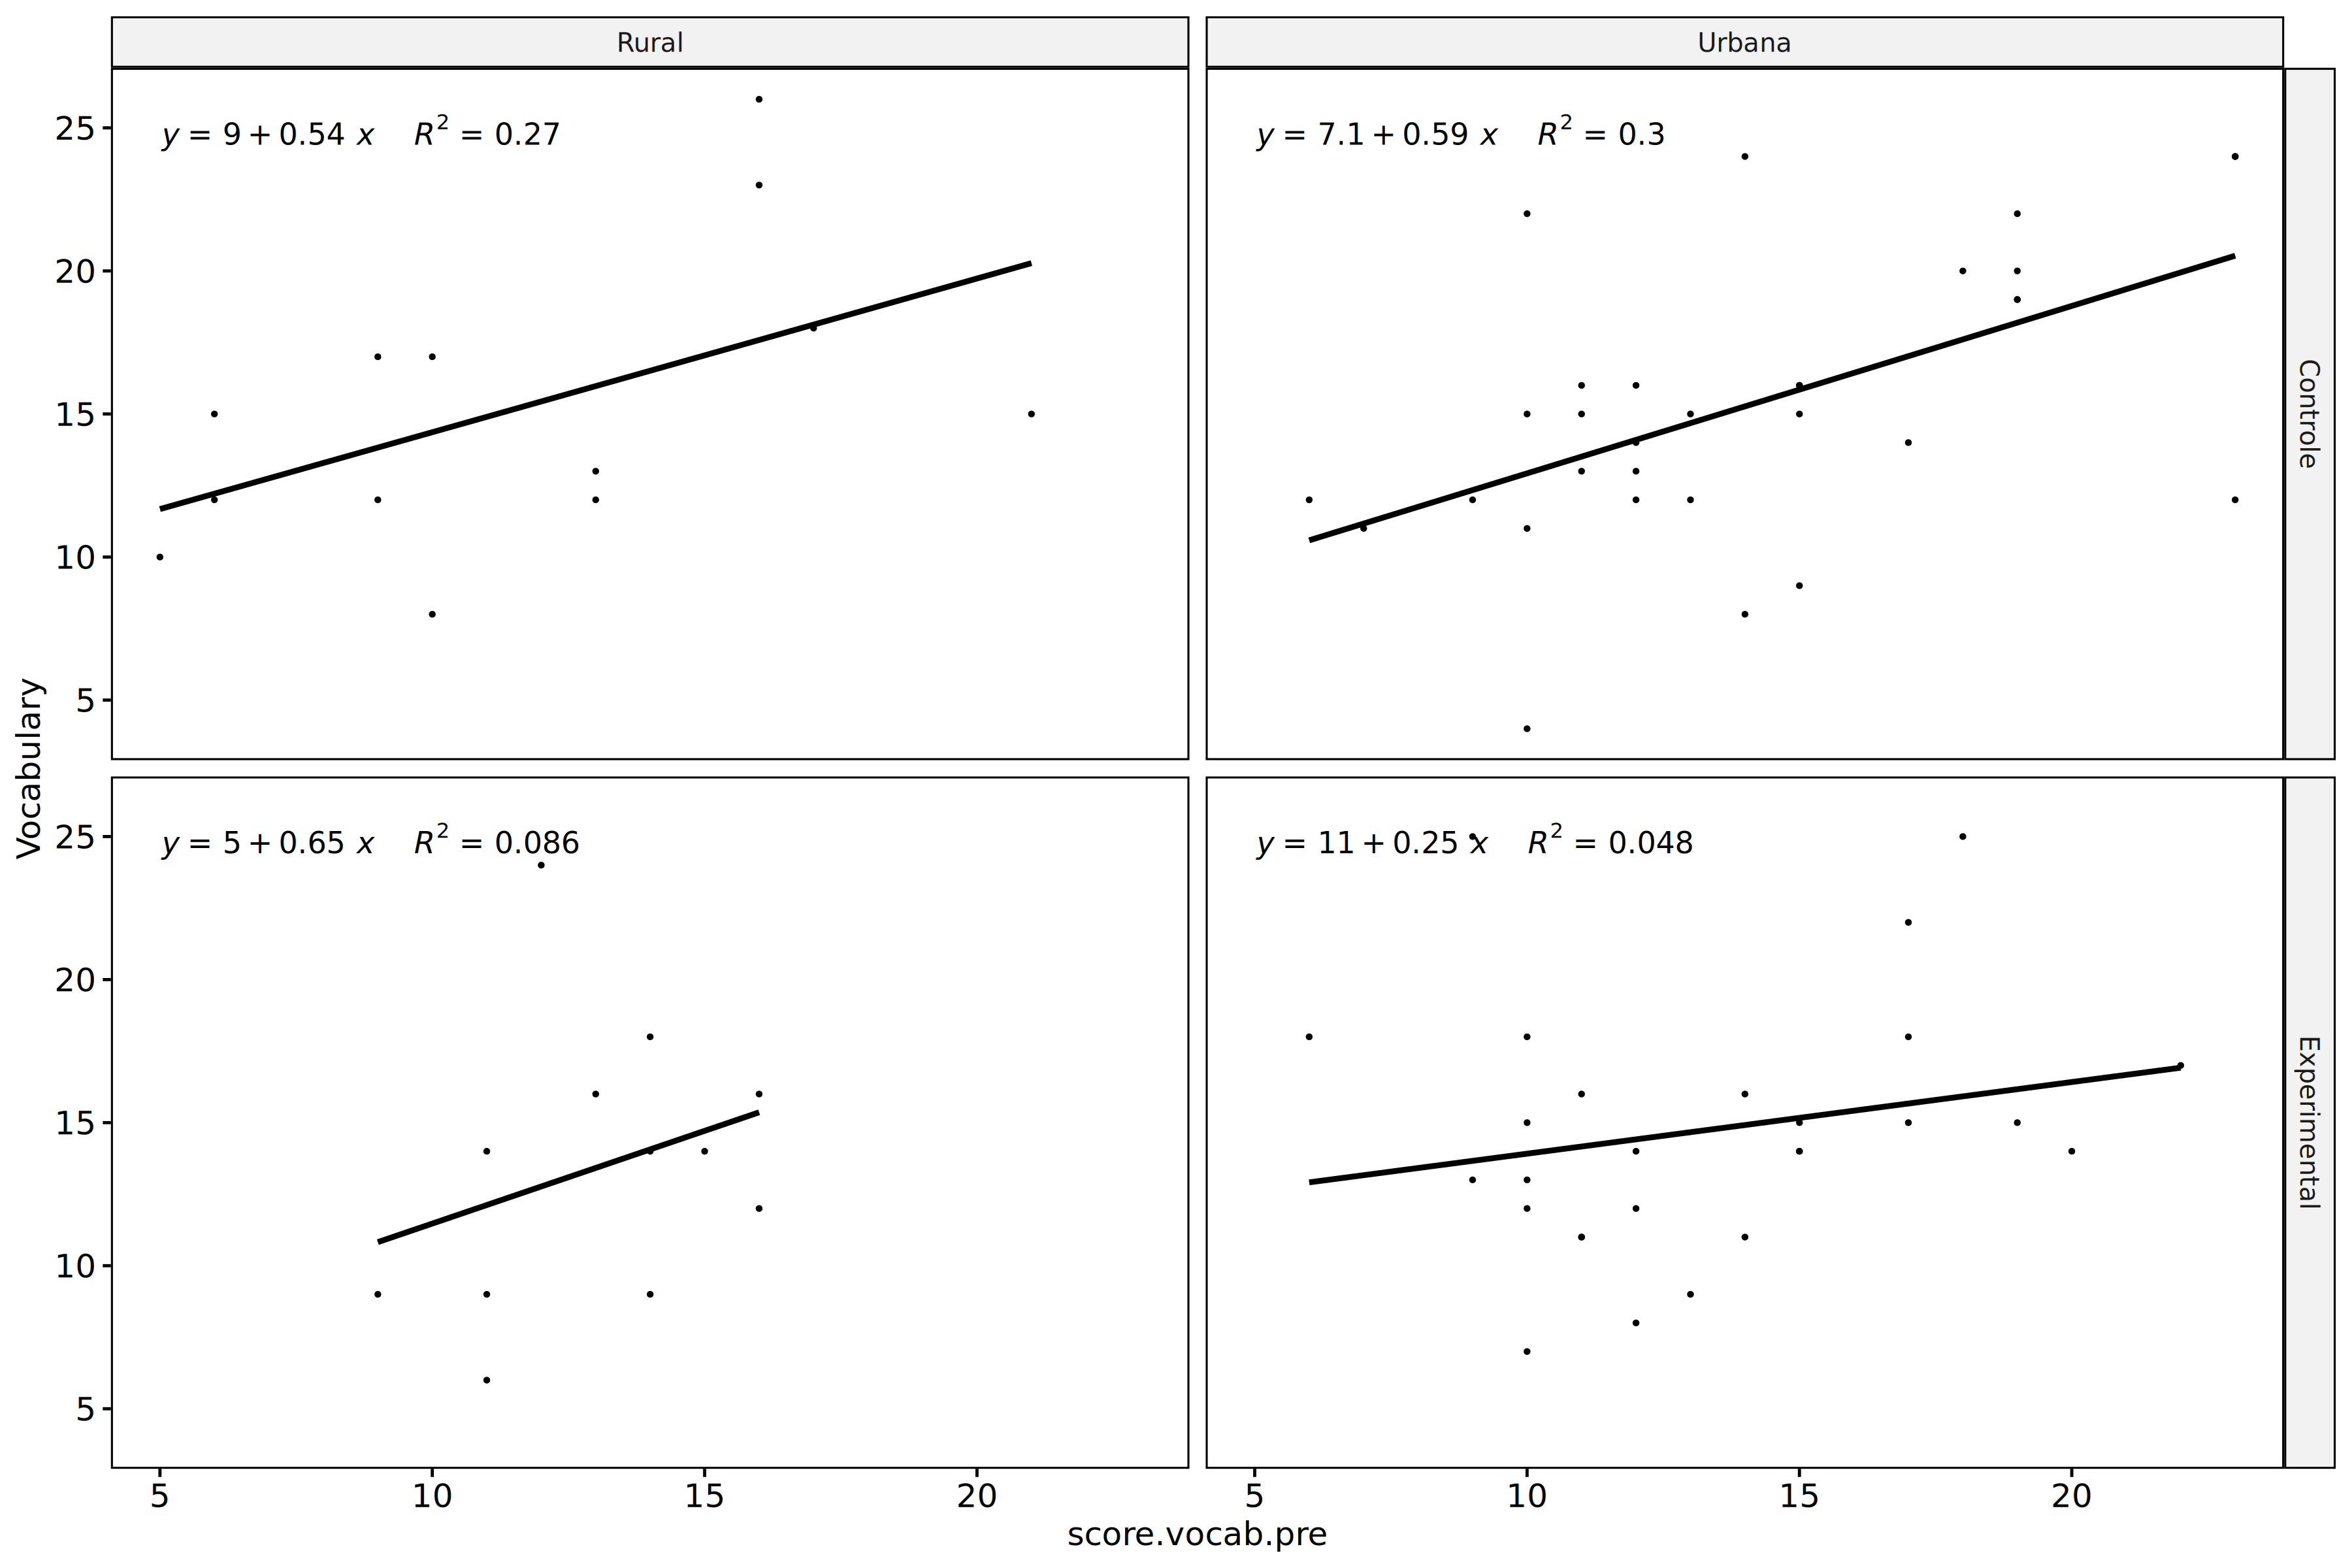 Rural
Urbana
y = 9 + 0.54 x R² = 0.27
y = 7.1 + 0.59 x R² = 0.3
Controle
25
20
15
10
5
y = 5 + 0.65 x R² = 0.086
y = 11 + 0.25 x R² = 0.048
Experimental
25
20
15
10
5
Vocabulary
5 10 15 20
5 10 15 20
score.vocab.pre